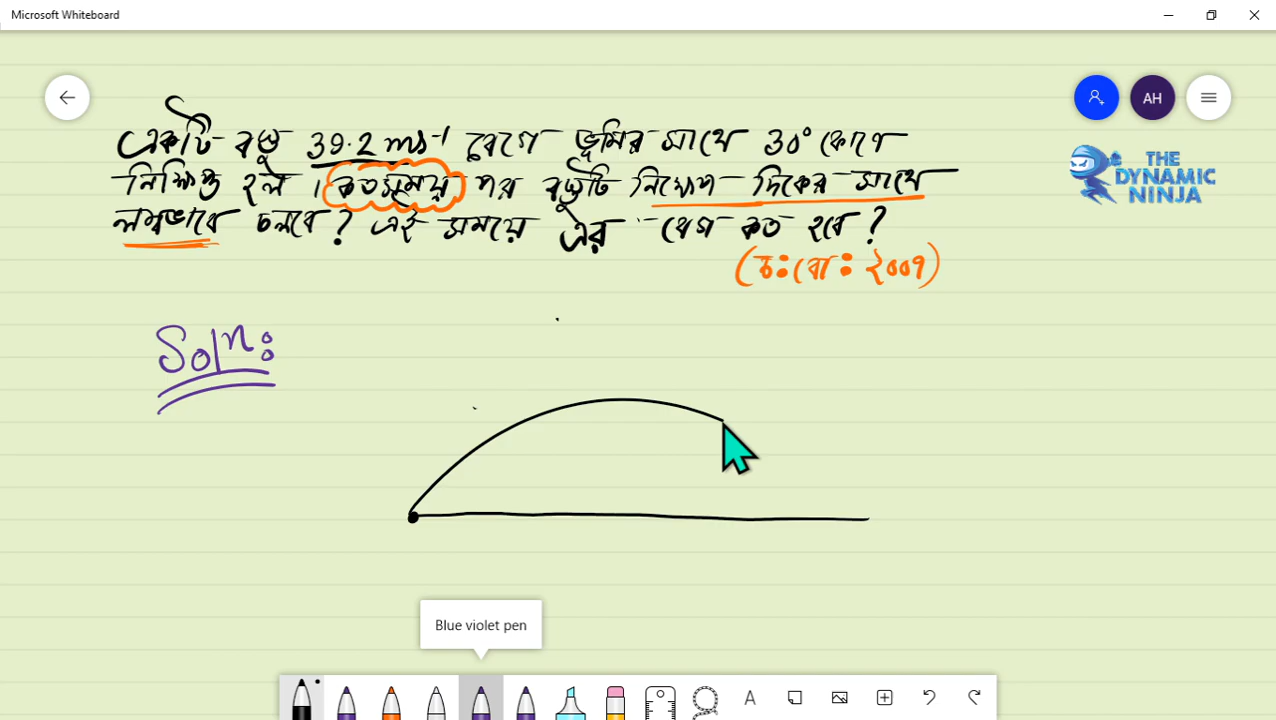 Microsoft Whiteboard
AH
THE
DYNAMIC
NINJA
একটি বস্তু 39.2 ms⁻¹ বেগে ভূমির সাথে 30° কোণে
নিক্ষিপ্ত হল । কতসময় পর বস্তুটি নিক্ষেপ দিকের সাথে
লম্বভাবে চলবে? এই সময়ে এর বেগ কত হবে?
(চঃবোঃ ২০০৭)
Solⁿ:
Blue violet pen
A